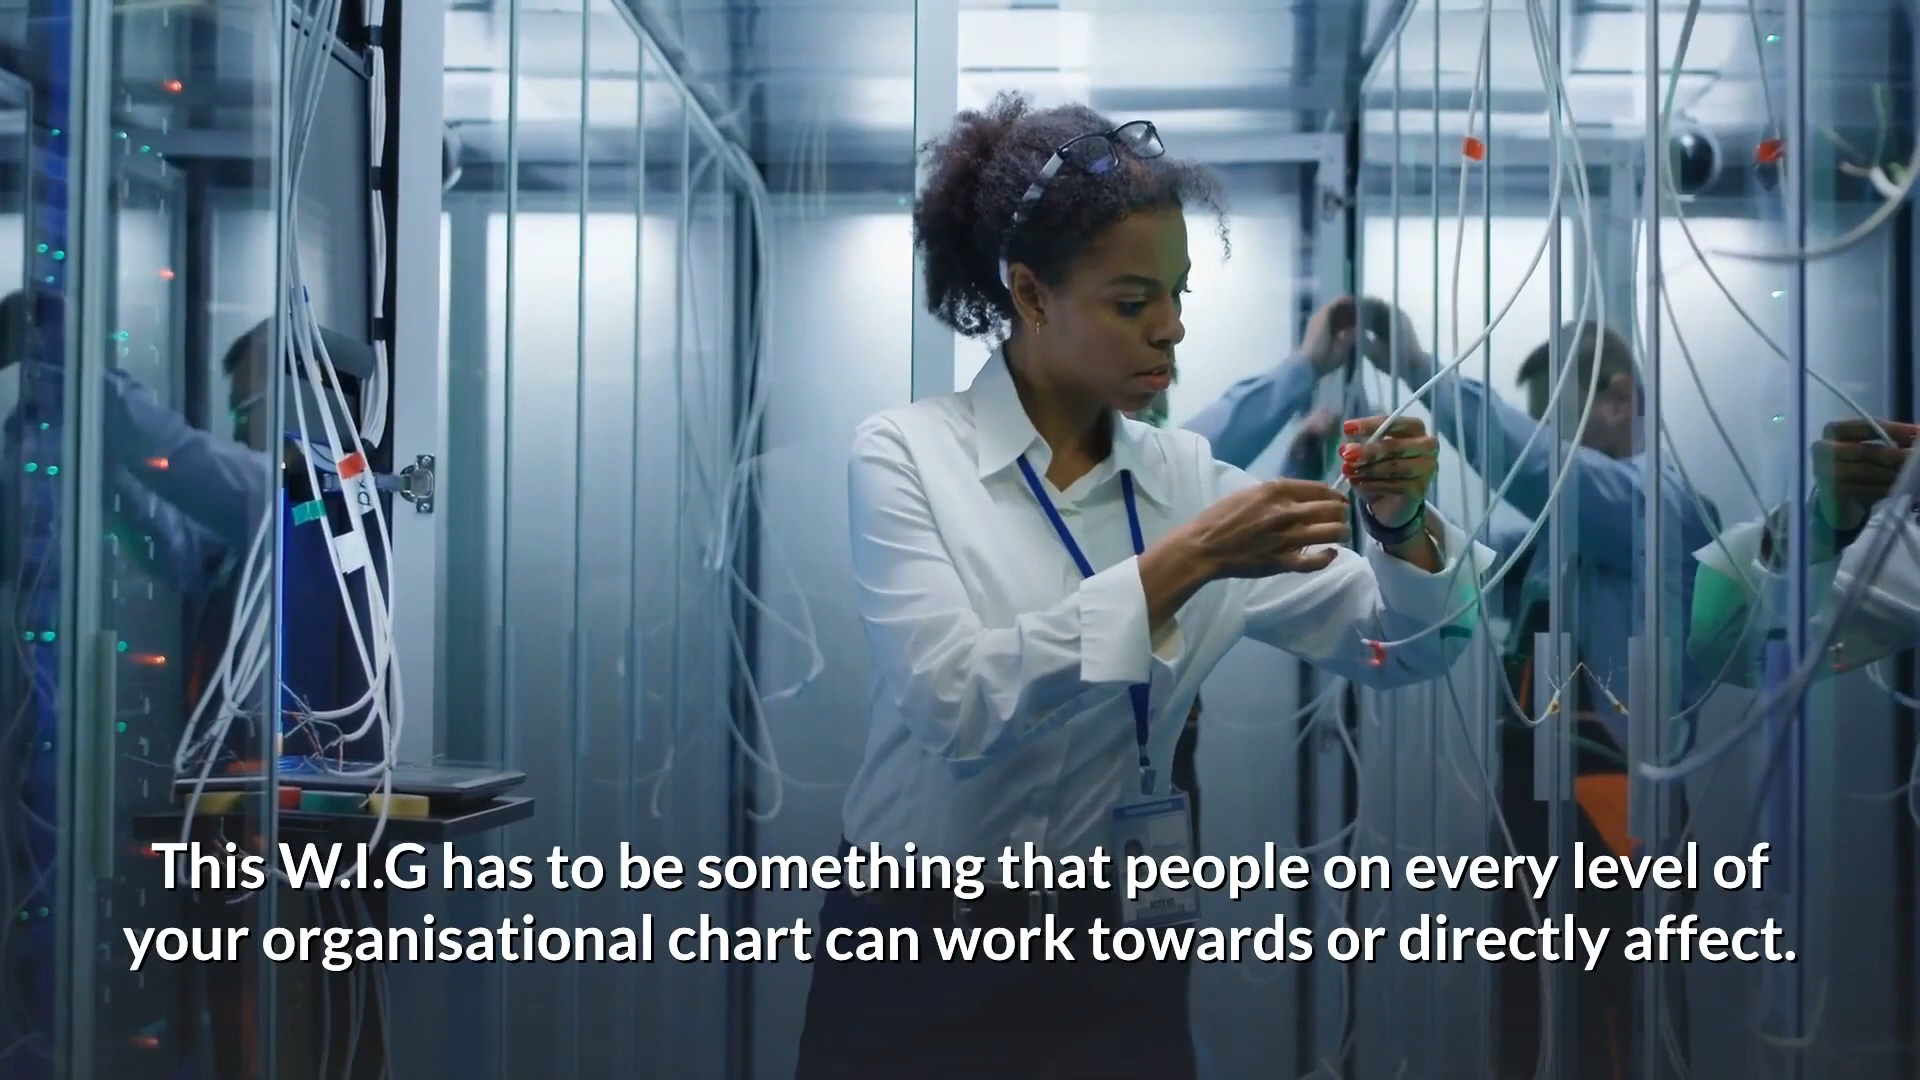 This W.I.G has to be something that people on every level of
your organisational chart can work towards or directly affect.